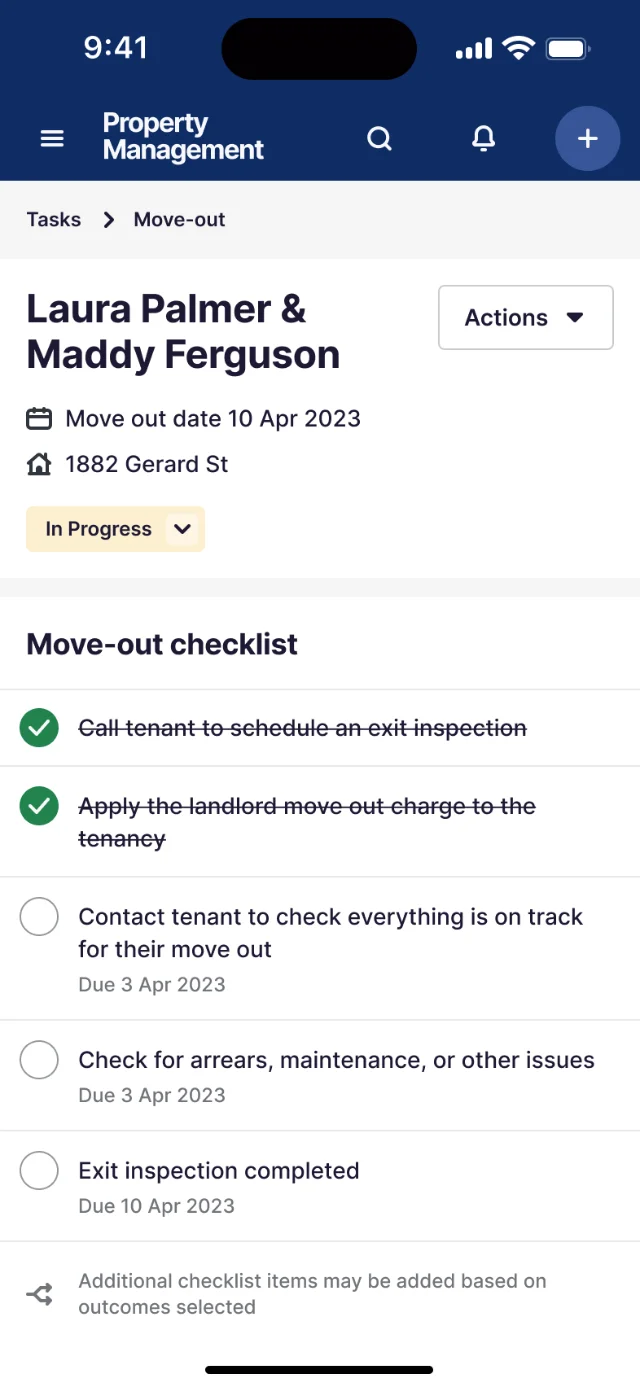 9:41
Property
Management
Tasks
Move-out
Laura Palmer &
Maddy Ferguson
Actions
Move out date 10 Apr 2023
1882 Gerard St
In Progress
Move-out checklist
Call tenant to schedule an exit inspection
Apply the landlord move out charge to the
tenancy
Contact tenant to check everything is on track
for their move out
Due 3 Apr 2023
Check for arrears, maintenance, or other issues
Due 3 Apr 2023
Exit inspection completed
Due 10 Apr 2023
Additional checklist items may be added based on
outcomes selected